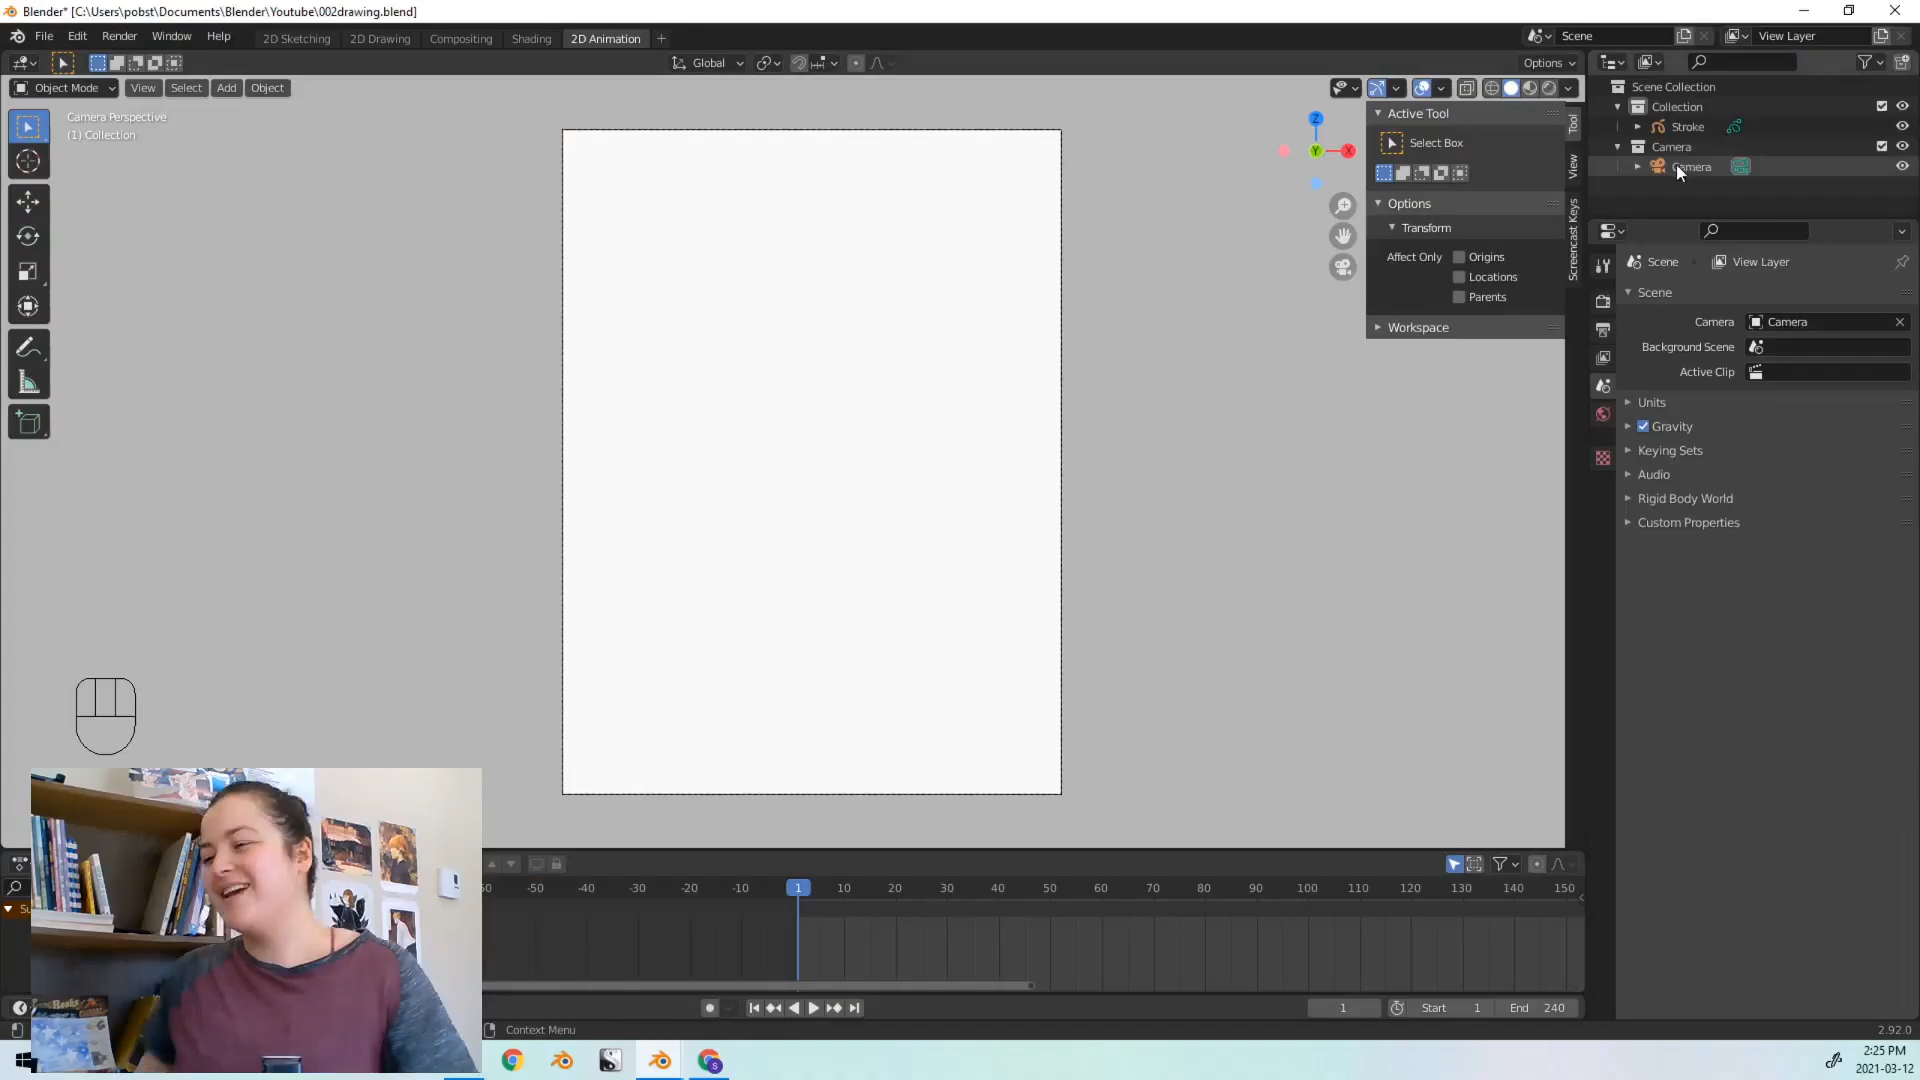 Blender* [C:\Users\pobst\Documents\Blender\Youtube\002drawing.blend]
File Edit Render Window Help 2D Sketching 2D Drawing Compositing Shading 2D Animation + Scene View Layer
Global Options
Object Mode View Select Add Object
Camera Perspective
(1) Collection
Z
Y
X
Active Tool
Select Box
Options
Transform
Affect Only Origins
Locations
Parents
Workspace
Tool
View
Screencast Keys
Scene Collection
Collection
Stroke
Camera
Camera
Scene View Layer
Scene
Camera Camera
Background Scene
Active Clip
Units
Gravity
Keying Sets
Audio
Rigid Body World
Custom Properties
-50 -40 -30 -20 -10 1 10 20 30 40 50 60 70 80 90 100 110 120 130 140 150
1 Start 1 End 240
Context Menu 2.92.0
2:25 PM
2021-03-12